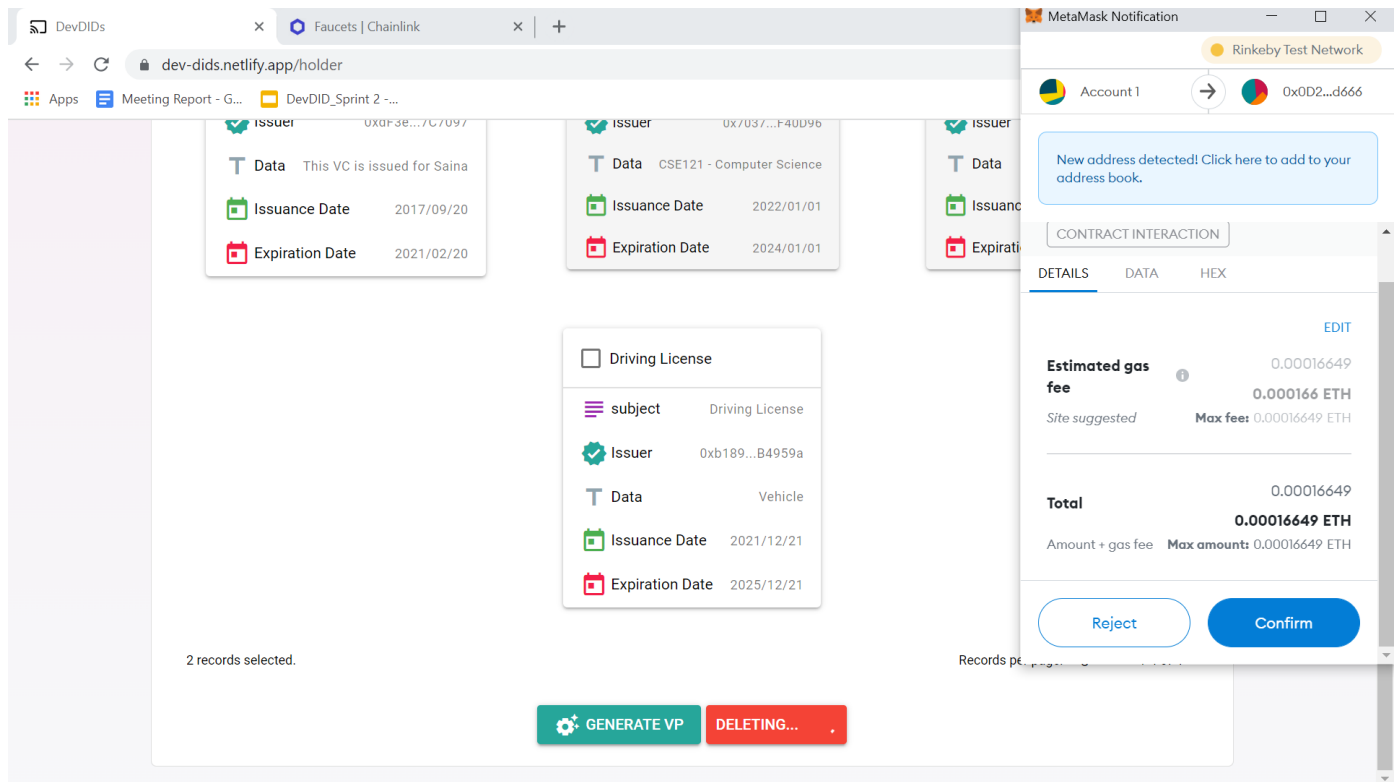 DevDIDs
Faucets | Chainlink
dev-dids.netlify.app/holder
Apps
Meeting Report - G...
DevDID_Sprint 2 -...
Issuer 0xdF3e...7C7097
Data This VC is issued for Saina
Issuance Date 2017/09/20
Expiration Date 2021/02/20
Issuer 0x7037...F40D96
Data CSE121 - Computer Science
Issuance Date 2022/01/01
Expiration Date 2024/01/01
Issuer
Data
Issuanc
Expirati
Driving License
subject Driving License
Issuer 0xb189...B4959a
Data Vehicle
Issuance Date 2021/12/21
Expiration Date 2025/12/21
2 records selected.
Records pe
GENERATE VP
DELETING...
MetaMask Notification
Rinkeby Test Network
Account 1
0x0D2...d666
New address detected! Click here to add to your
address book.
CONTRACT INTERACTION
DETAILS DATA HEX
EDIT
Estimated gas
fee
0.00016649
0.000166 ETH
Site suggested
Max fee: 0.00016649 ETH
Total
0.00016649
0.00016649 ETH
Amount + gas fee Max amount: 0.00016649 ETH
Reject
Confirm